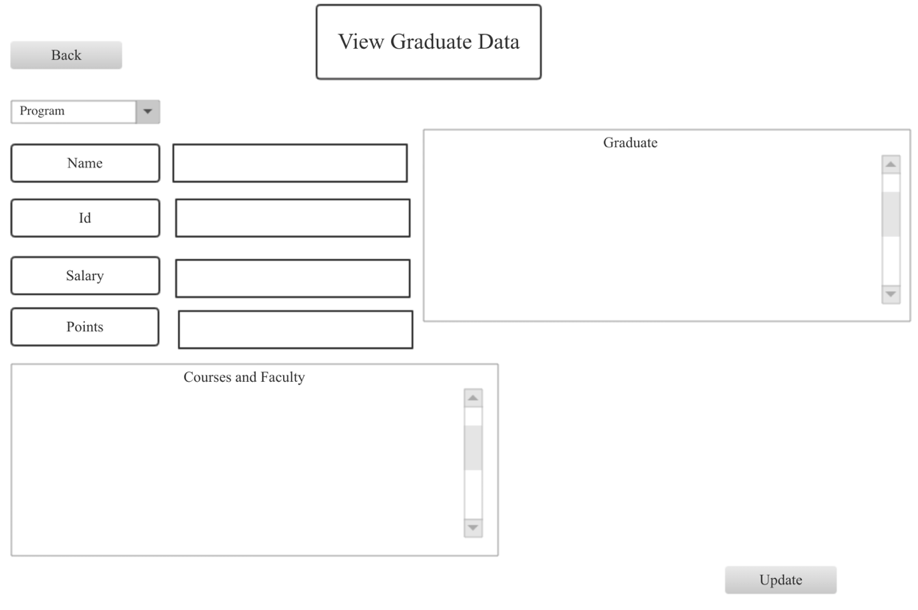 View Graduate Data
Back
Program
Name
Graduate
Id
Salary
Points
Courses and Faculty
Update